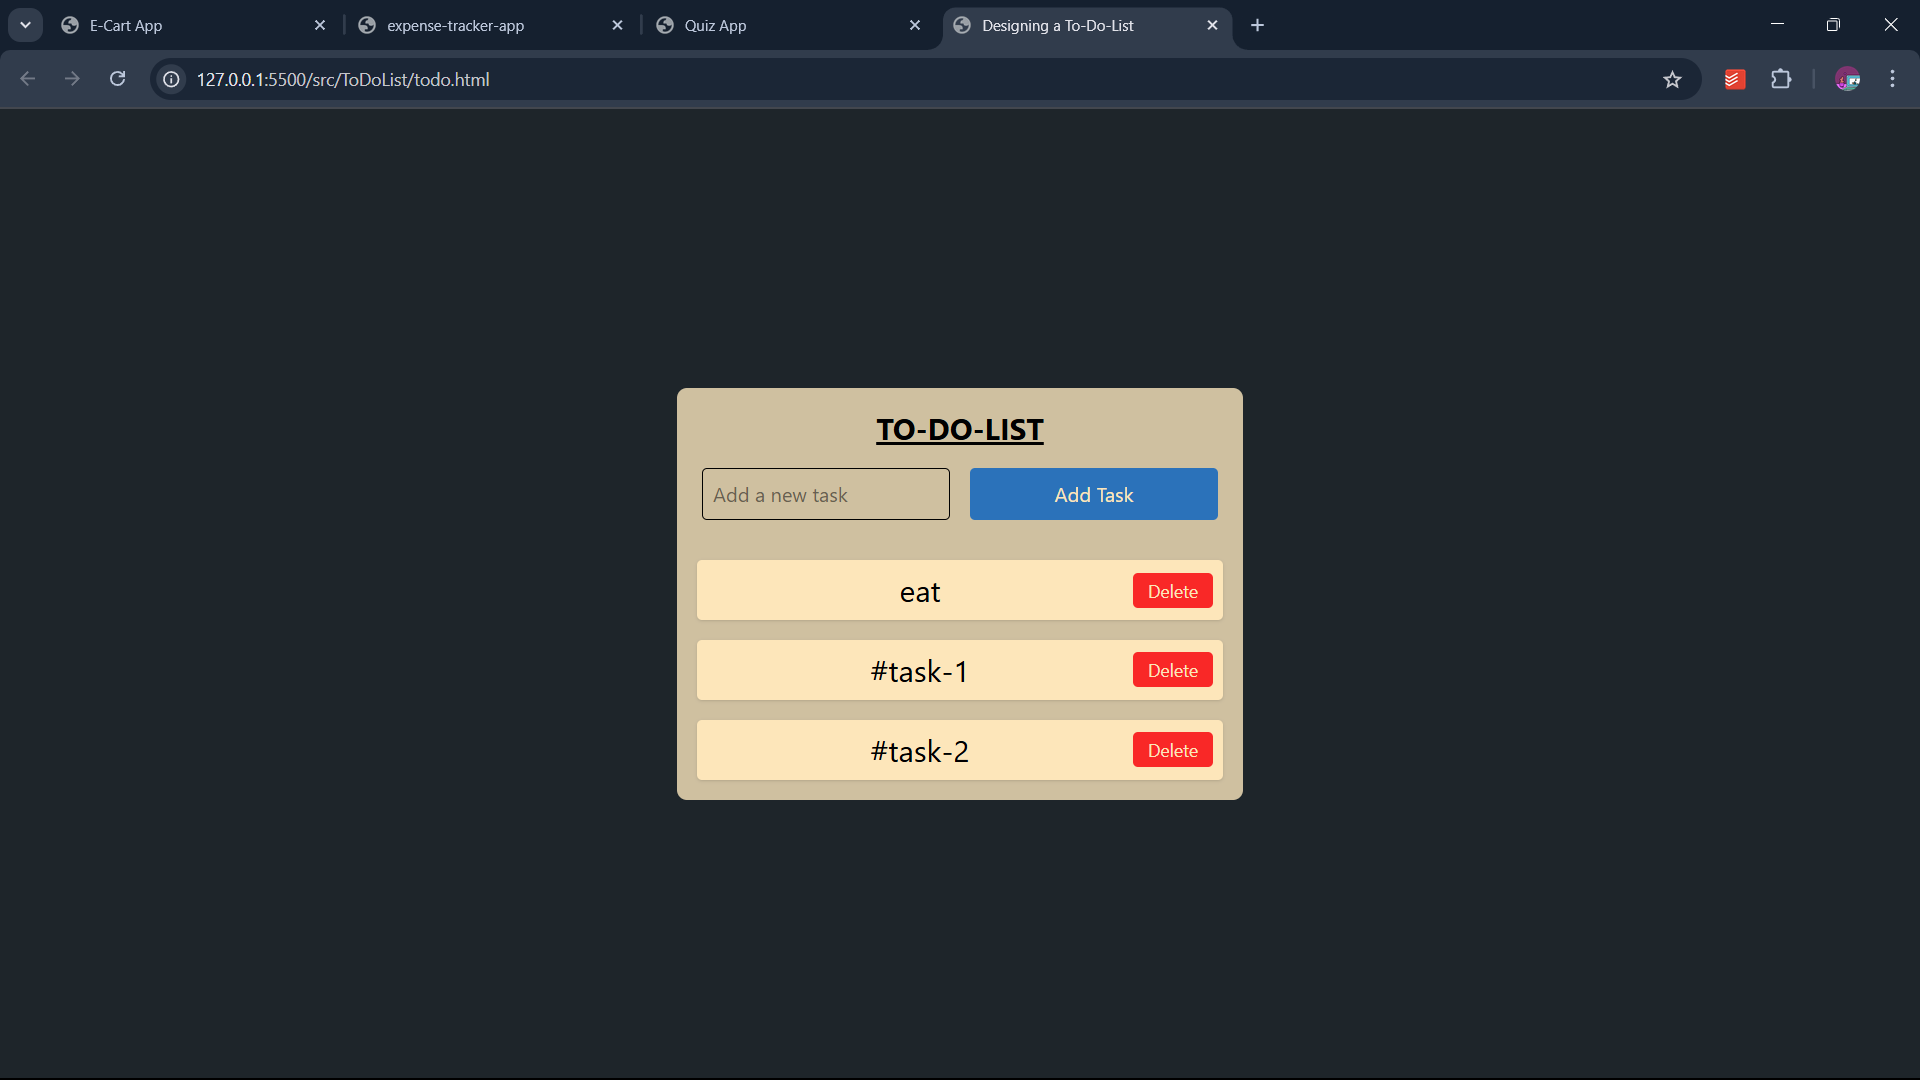 E-Cart App
expense-tracker-app
Quiz App
Designing a To-Do-List
127.0.0.1:5500/src/ToDoList/todo.html
TO-DO-LIST
Add a new task
Add Task
eat
Delete
#task-1
Delete
#task-2
Delete